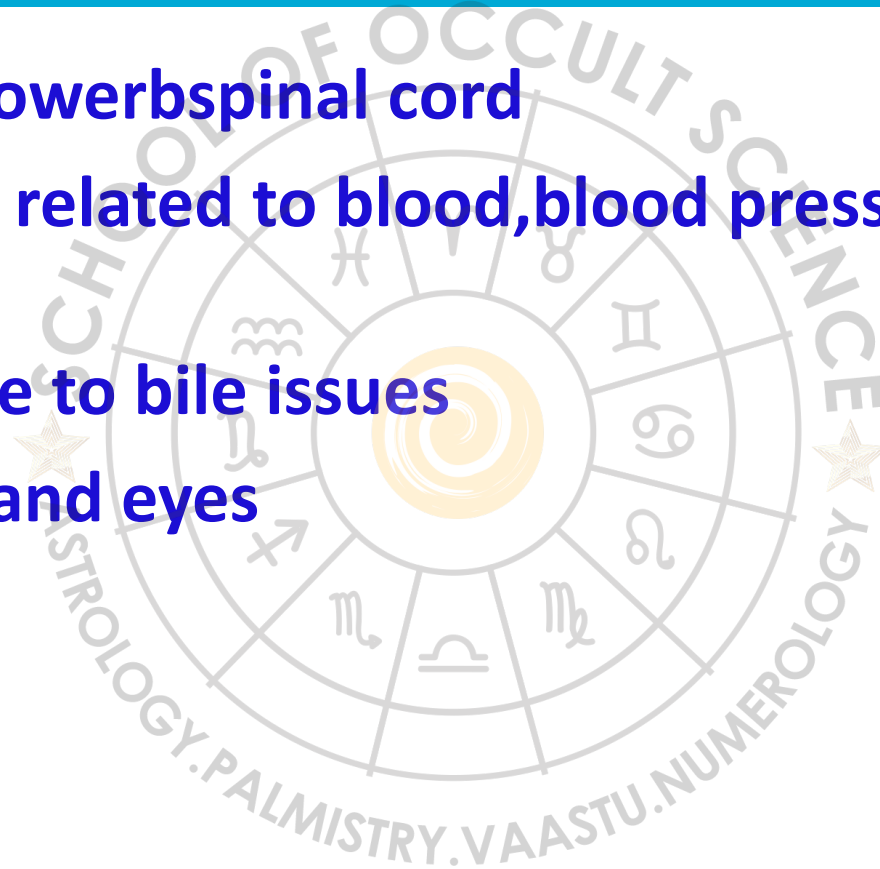 owerbspinal cord
related to blood,blood press
e to bile issues
and eyes
SCHOOL OF OCCULT SCIENCE
ASTROLOGY.PALMISTRY.VAASTU.NUMEROLOGY